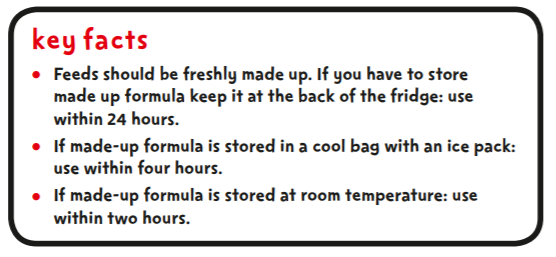 key facts
• Feeds should be freshly made up. If you have to store
made up formula keep it at the back of the fridge: use
within 24 hours.
• If made-up formula is stored in a cool bag with an ice pack:
use within four hours.
• If made-up formula is stored at room temperature: use
within two hours.